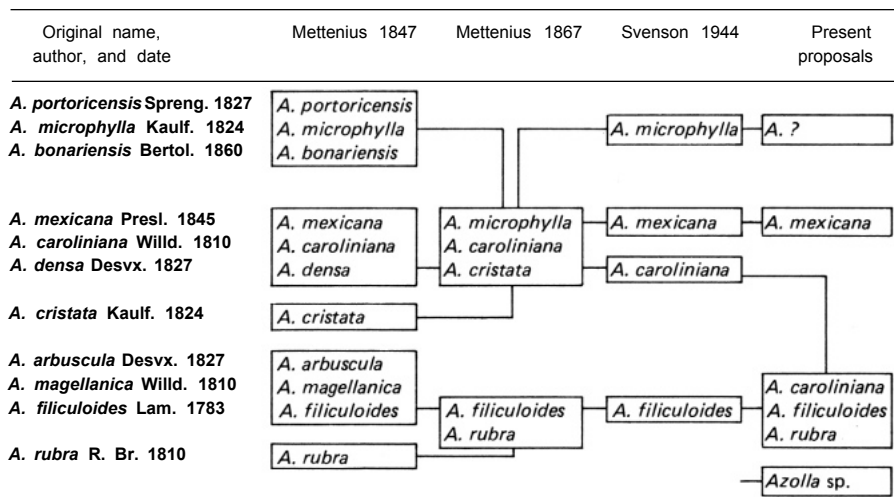 Original name, author, and date Mettenius 1847 Mettenius 1867 Svenson 1944 Present proposals
A. portoricensis Spreng. 1827 A. portoricensis
A. microphylla Kaulf. 1824 A. microphylla A. microphylla A. ?
A. bonariensis Bertol. 1860 A. bonariensis
A. mexicana Presl. 1845 A. mexicana A. microphylla A. mexicana A. mexicana
A. caroliniana Willd. 1810 A. caroliniana A. caroliniana
A. densa Desvx. 1827 A. densa A. cristata A. caroliniana
A. cristata Kaulf. 1824 A. cristata
A. arbuscula Desvx. 1827 A. arbuscula
A. magellanica Willd. 1810 A. magellanica A. caroliniana
A. filiculoides Lam. 1783 A. filiculoides A. filiculoides A. filiculoides A. filiculoides
A. rubra A. rubra
A. rubra R. Br. 1810 A. rubra
Azolla sp.